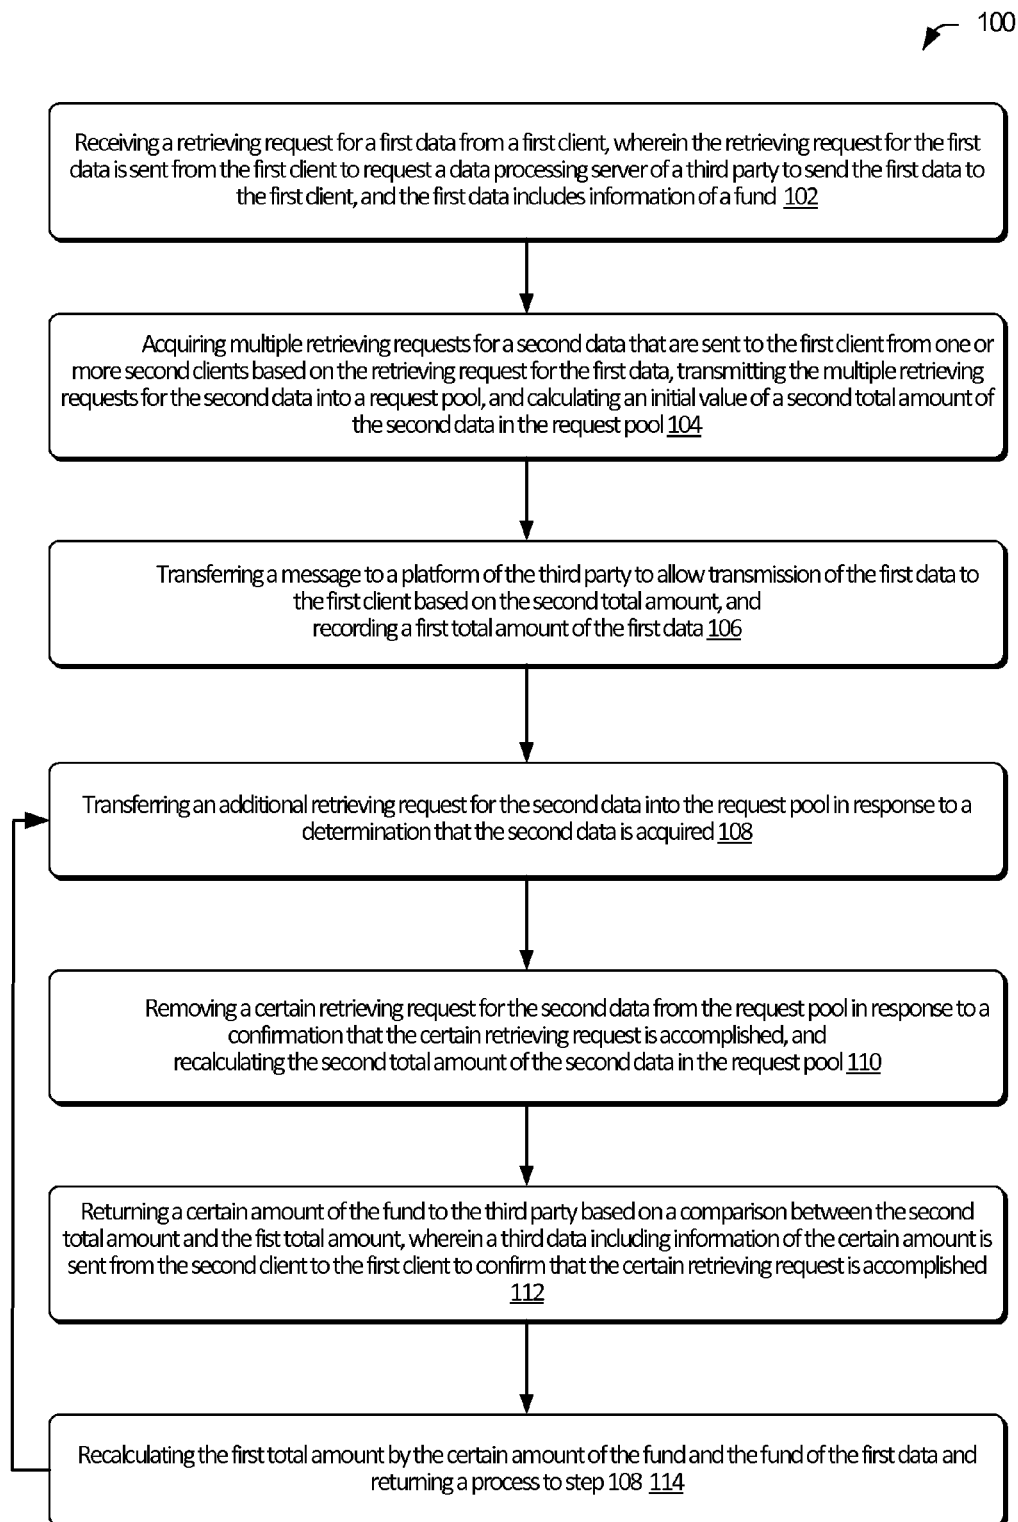 100
Receiving a retrieving request for a first data from a first client, wherein the retrieving request for the first
data is sent from the first client to request a data processing server of a third party to send the first data to
the first client, and the first data includes information of a fund 102
Acquiring multiple retrieving requests for a second data that are sent to the first client from one or
more second clients based on the retrieving request for the first data, transmitting the multiple retrieving
requests for the second data into a request pool, and calculating an initial value of a second total amount of
the second data in the request pool 104
Transferring a message to a platform of the third party to allow transmission of the first data to
the first client based on the second total amount, and
recording a first total amount of the first data 106
Transferring an additional retrieving request for the second data into the request pool in response to a
determination that the second data is acquired 108
Removing a certain retrieving request for the second data from the request pool in response to a
confirmation that the certain retrieving request is accomplished, and
recalculating the second total amount of the second data in the request pool 110
Returning a certain amount of the fund to the third party based on a comparison between the second
total amount and the fist total amount, wherein a third data including information of the certain amount is
sent from the second client to the first client to confirm that the certain retrieving request is accomplished
112
Recalculating the first total amount by the certain amount of the fund and the fund of the first data and
returning a process to step 108 114